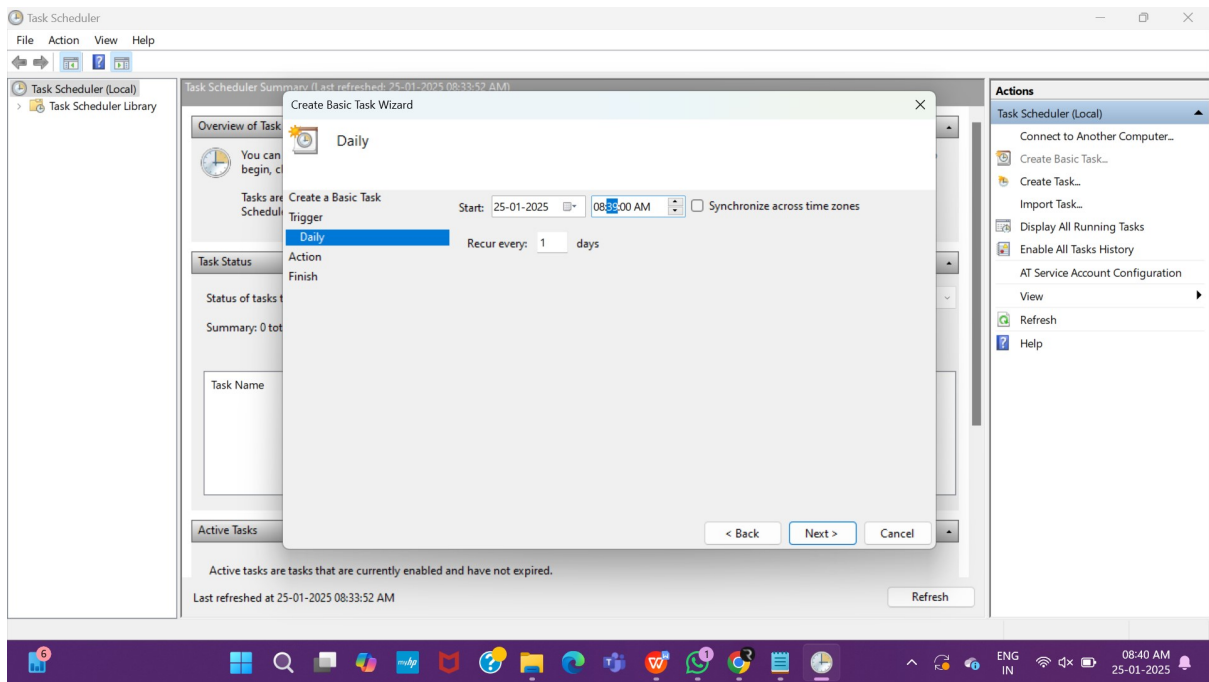 Task Scheduler
File Action View Help
Task Scheduler (Local)
Task Scheduler Library
Task Scheduler Summary (Last refreshed: 25-01-2025 08:33:52 AM)
Overview of Task
You can
begin, cl
Tasks are
Schedul
Task Status
Status of tasks t
Summary: 0 tot
Task Name
Active Tasks
Active tasks are tasks that are currently enabled and have not expired.
Last refreshed at 25-01-2025 08:33:52 AM
Refresh
Create Basic Task Wizard
Daily
Create a Basic Task
Trigger
Daily
Action
Finish
Start: 25-01-2025 08:39:00 AM Synchronize across time zones
Recur every: 1 days
< Back Next > Cancel
Actions
Task Scheduler (Local)
Connect to Another Computer...
Create Basic Task...
Create Task...
Import Task...
Display All Running Tasks
Enable All Tasks History
AT Service Account Configuration
View
Refresh
Help
6
myhp
1
ENG
IN
08:40 AM
25-01-2025